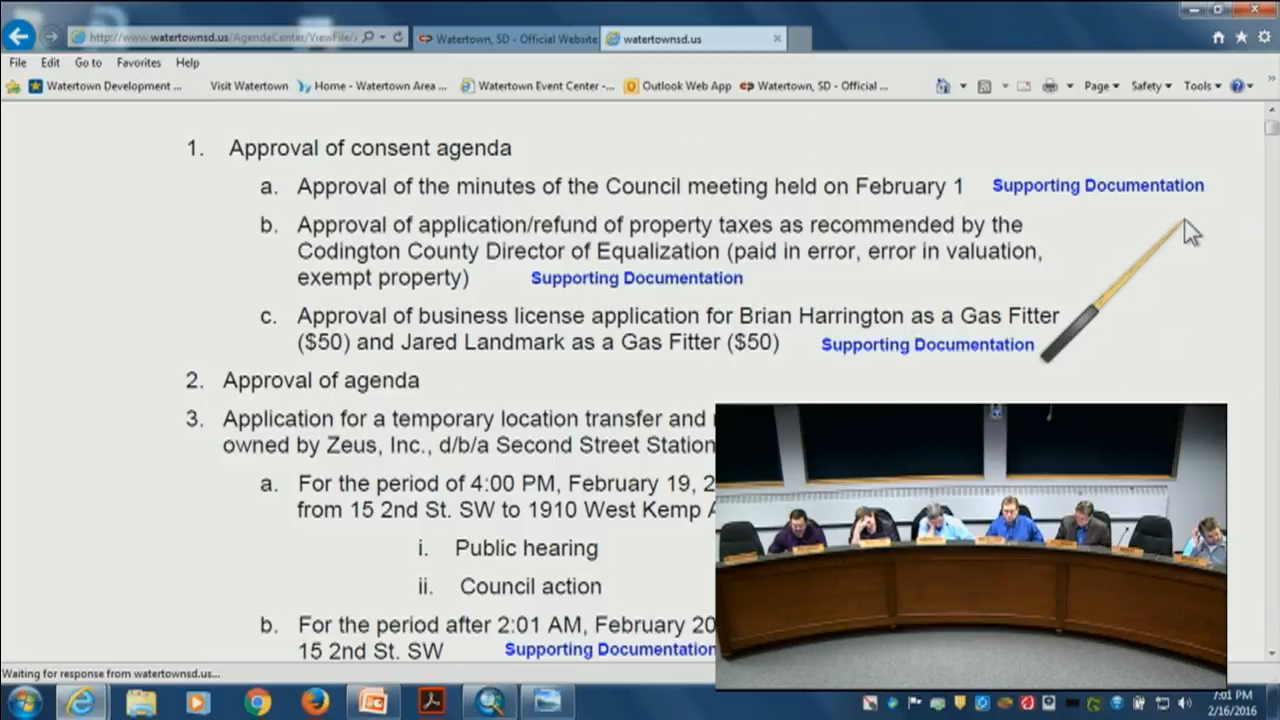 http://www.watertownsd.us/AgendaCenter/ViewFile/
Watertown, SD - Official Website
watertownsd.us
File Edit Go to Favorites Help
Watertown Development ... Visit Watertown Home - Watertown Area ... Watertown Event Center -... Outlook Web App Watertown, SD - Official ... Page Safety Tools
1. Approval of consent agenda
a. Approval of the minutes of the Council meeting held on February 1 Supporting Documentation
b. Approval of application/refund of property taxes as recommended by the
Codington County Director of Equalization (paid in error, error in valuation,
exempt property) Supporting Documentation
c. Approval of business license application for Brian Harrington as a Gas Fitter
($50) and Jared Landmark as a Gas Fitter ($50) Supporting Documentation
2. Approval of agenda
3. Application for a temporary location transfer and
owned by Zeus, Inc., d/b/a Second Street Station
a. For the period of 4:00 PM, February 19, 2
from 15 2nd St. SW to 1910 West Kemp A
i. Public hearing
ii. Council action
b. For the period after 2:01 AM, February 20
15 2nd St. SW Supporting Documentation
Waiting for response from watertownsd.us...
7:01 PM
2/16/2016